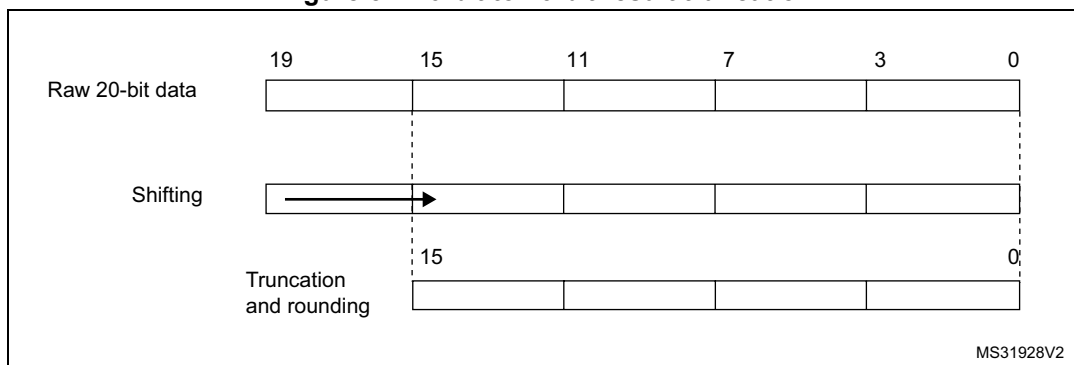 19 15 11 7 3 0
Raw 20-bit data
Shifting
15 0
Truncation
and rounding
MS31928V2